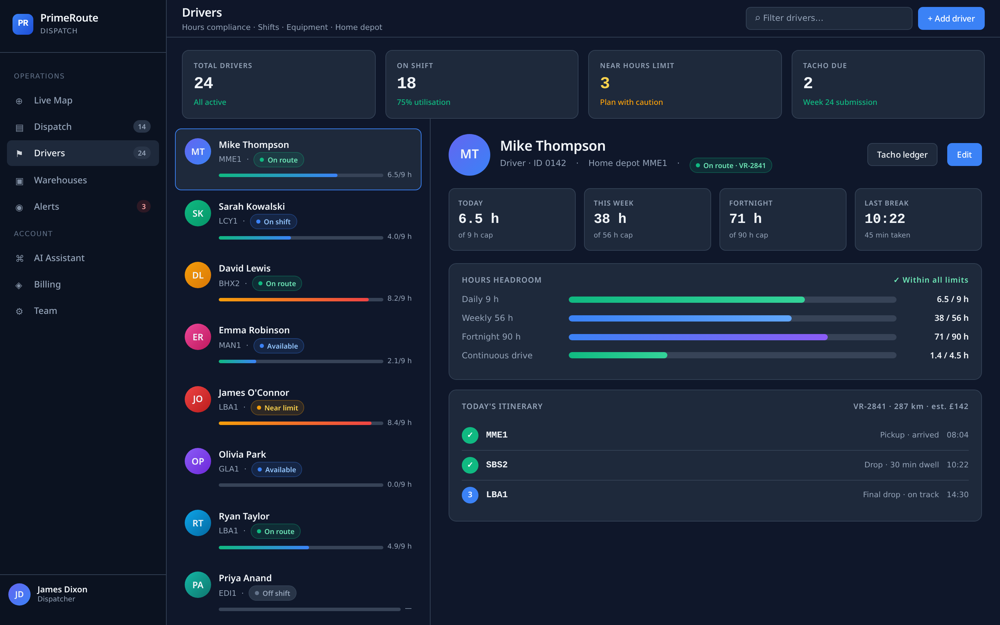 PR
PrimeRoute
DISPATCH
OPERATIONS
Live Map
Dispatch 14
Drivers 24
Warehouses
Alerts 3
ACCOUNT
AI Assistant
Billing
Team
JD
James Dixon
Dispatcher
Drivers
Hours compliance · Shifts · Equipment · Home depot
Filter drivers...
+ Add driver
TOTAL DRIVERS
24
All active
ON SHIFT
18
75% utilisation
NEAR HOURS LIMIT
3
Plan with caution
TACHO DUE
2
Week 24 submission
MT
Mike Thompson
MME1 · On route
6.5/9 h
SK
Sarah Kowalski
LCY1 · On shift
4.0/9 h
DL
David Lewis
BHX2 · On route
8.2/9 h
ER
Emma Robinson
MAN1 · Available
2.1/9 h
JO
James O'Connor
LBA1 · Near limit
8.4/9 h
OP
Olivia Park
GLA1 · Available
0.0/9 h
RT
Ryan Taylor
LBA1 · On route
4.9/9 h
PA
Priya Anand
EDI1 · Off shift
—
MT
Mike Thompson
Driver · ID 0142 · Home depot MME1 · On route · VR-2841
Tacho ledger
Edit
TODAY
6.5 h
of 9 h cap
THIS WEEK
38 h
of 56 h cap
FORTNIGHT
71 h
of 90 h cap
LAST BREAK
10:22
45 min taken
HOURS HEADROOM
✓ Within all limits
Daily 9 h 6.5 / 9 h
Weekly 56 h 38 / 56 h
Fortnight 90 h 71 / 90 h
Continuous drive 1.4 / 4.5 h
TODAY'S ITINERARY
VR-2841 · 287 km · est. £142
✓ MME1 Pickup · arrived 08:04
✓ SBS2 Drop · 30 min dwell 10:22
3 LBA1 Final drop · on track 14:30